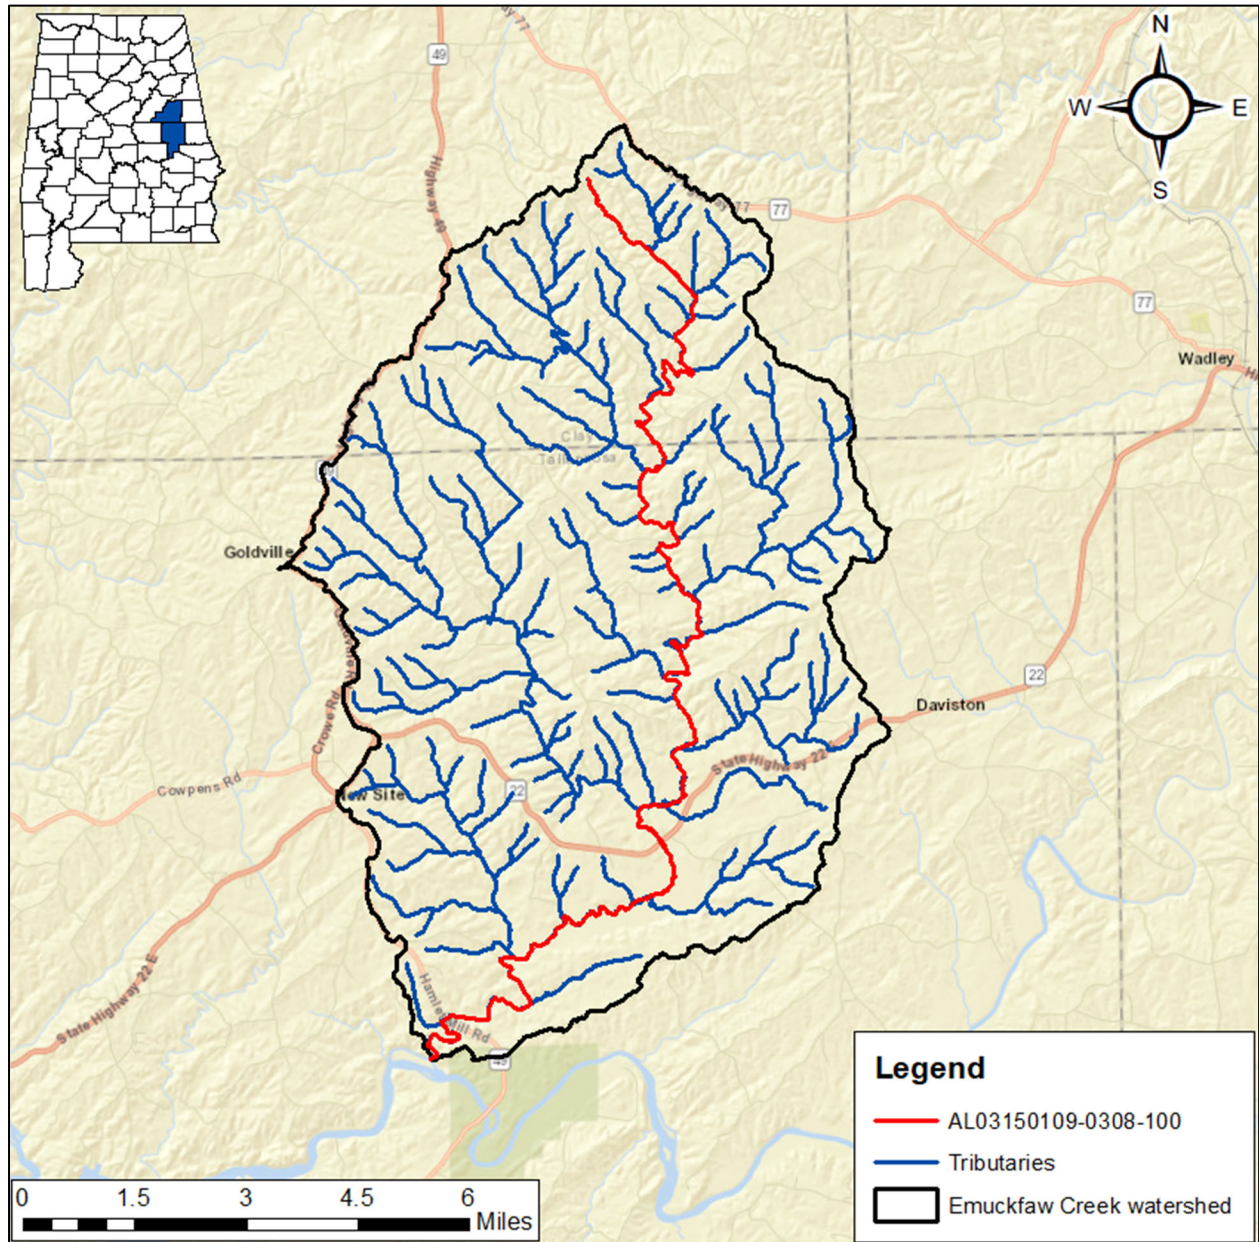 Hwy 77
49
N
W E
S
Highway 49
77
77
Wadley
Clay
Tallapoosa
Goldville
22
Daviston
Crowe Rd
State Highway 22 E
Cowpens Rd
22
New Site
State Highway 22 E
Hamlet Mill Rd
49
Legend
AL03150109-0308-100
Tributaries
Emuckfaw Creek watershed
0 1.5 3 4.5 6
Miles